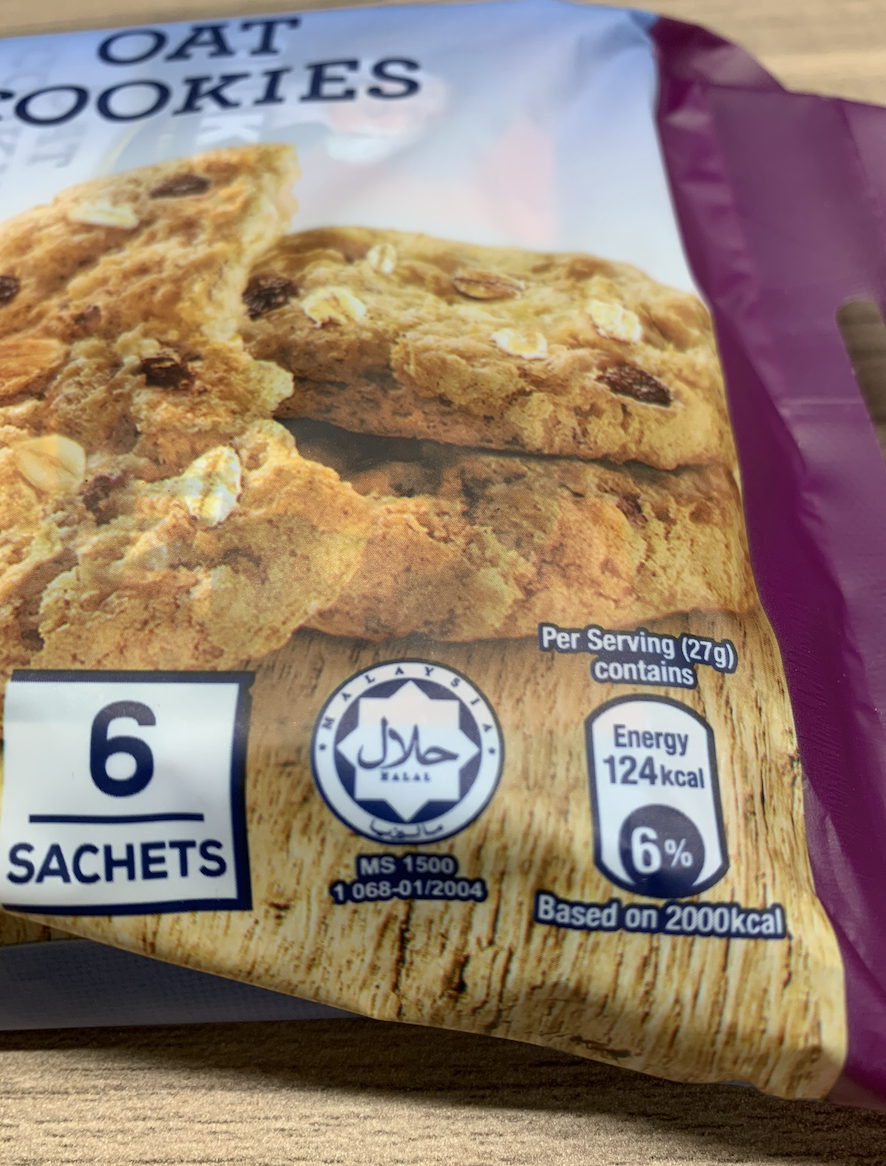 OAT
COOKIES
Per Serving (27g)
contains
Energy
124kcal
6%
Based on 2000kcal
6
SACHETS
MALAYSIA
حلال
HALAL
ماليزيا
MS 1500
1 068-01/2004